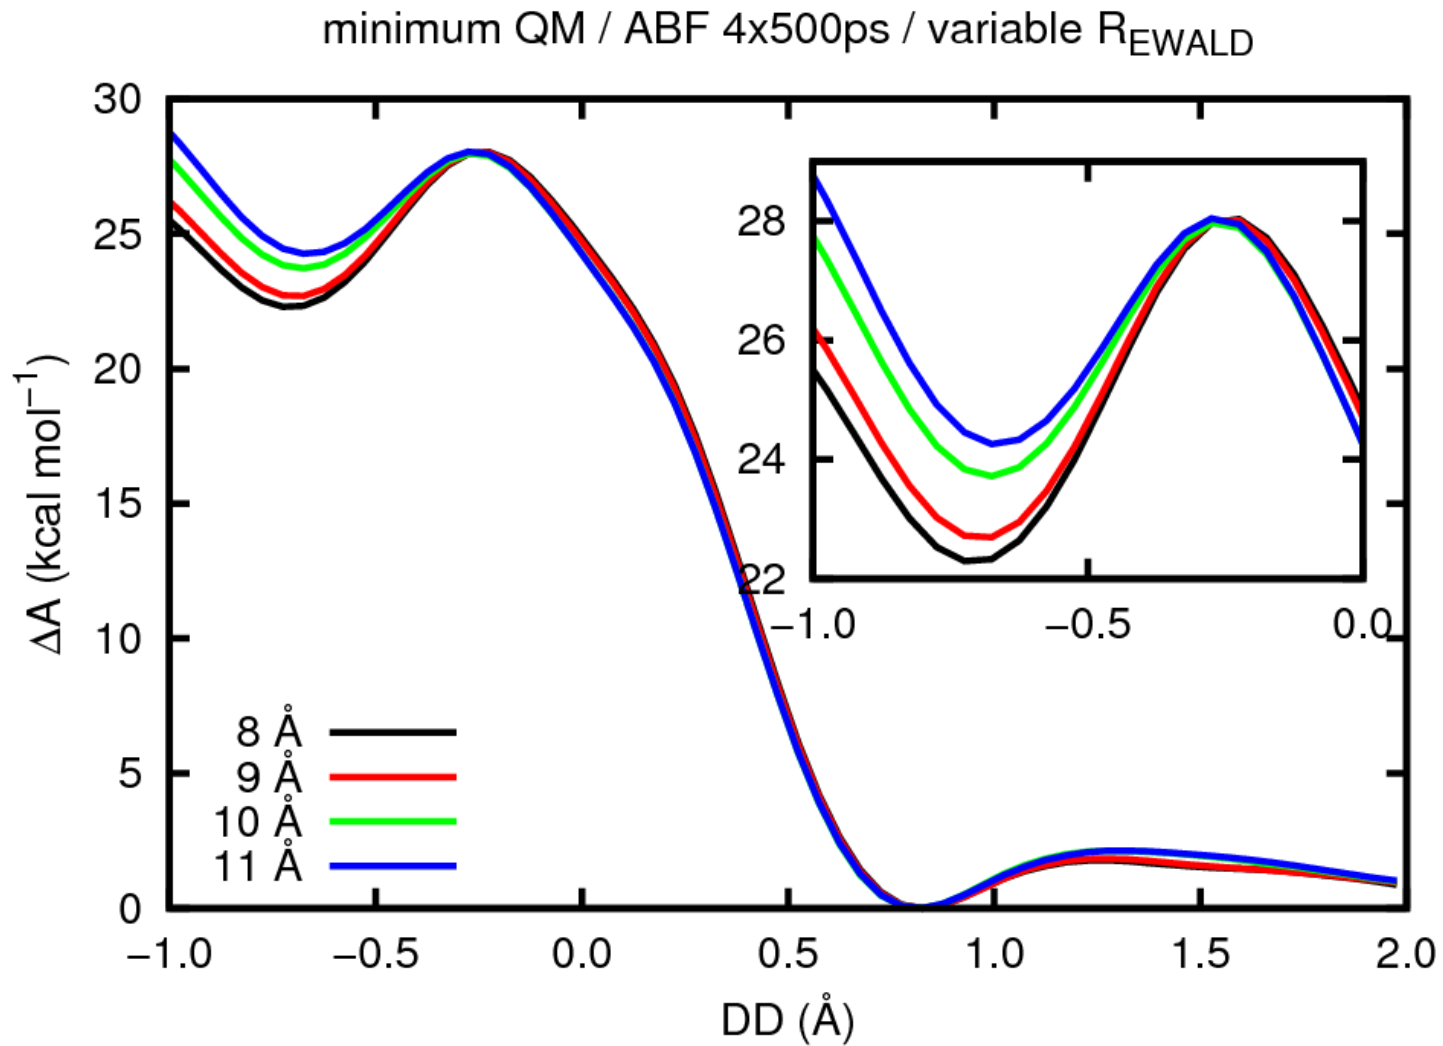 minimum QM / ABF 4x500ps / variable R_EWALD
30
25
20
15
10
5
0
ΔA (kcal mol⁻¹)
28
26
24
22
−1.0 −0.5 0.0
8 Å
9 Å
10 Å
11 Å
−1.0 −0.5 0.0 0.5 1.0 1.5 2.0
DD (Å)